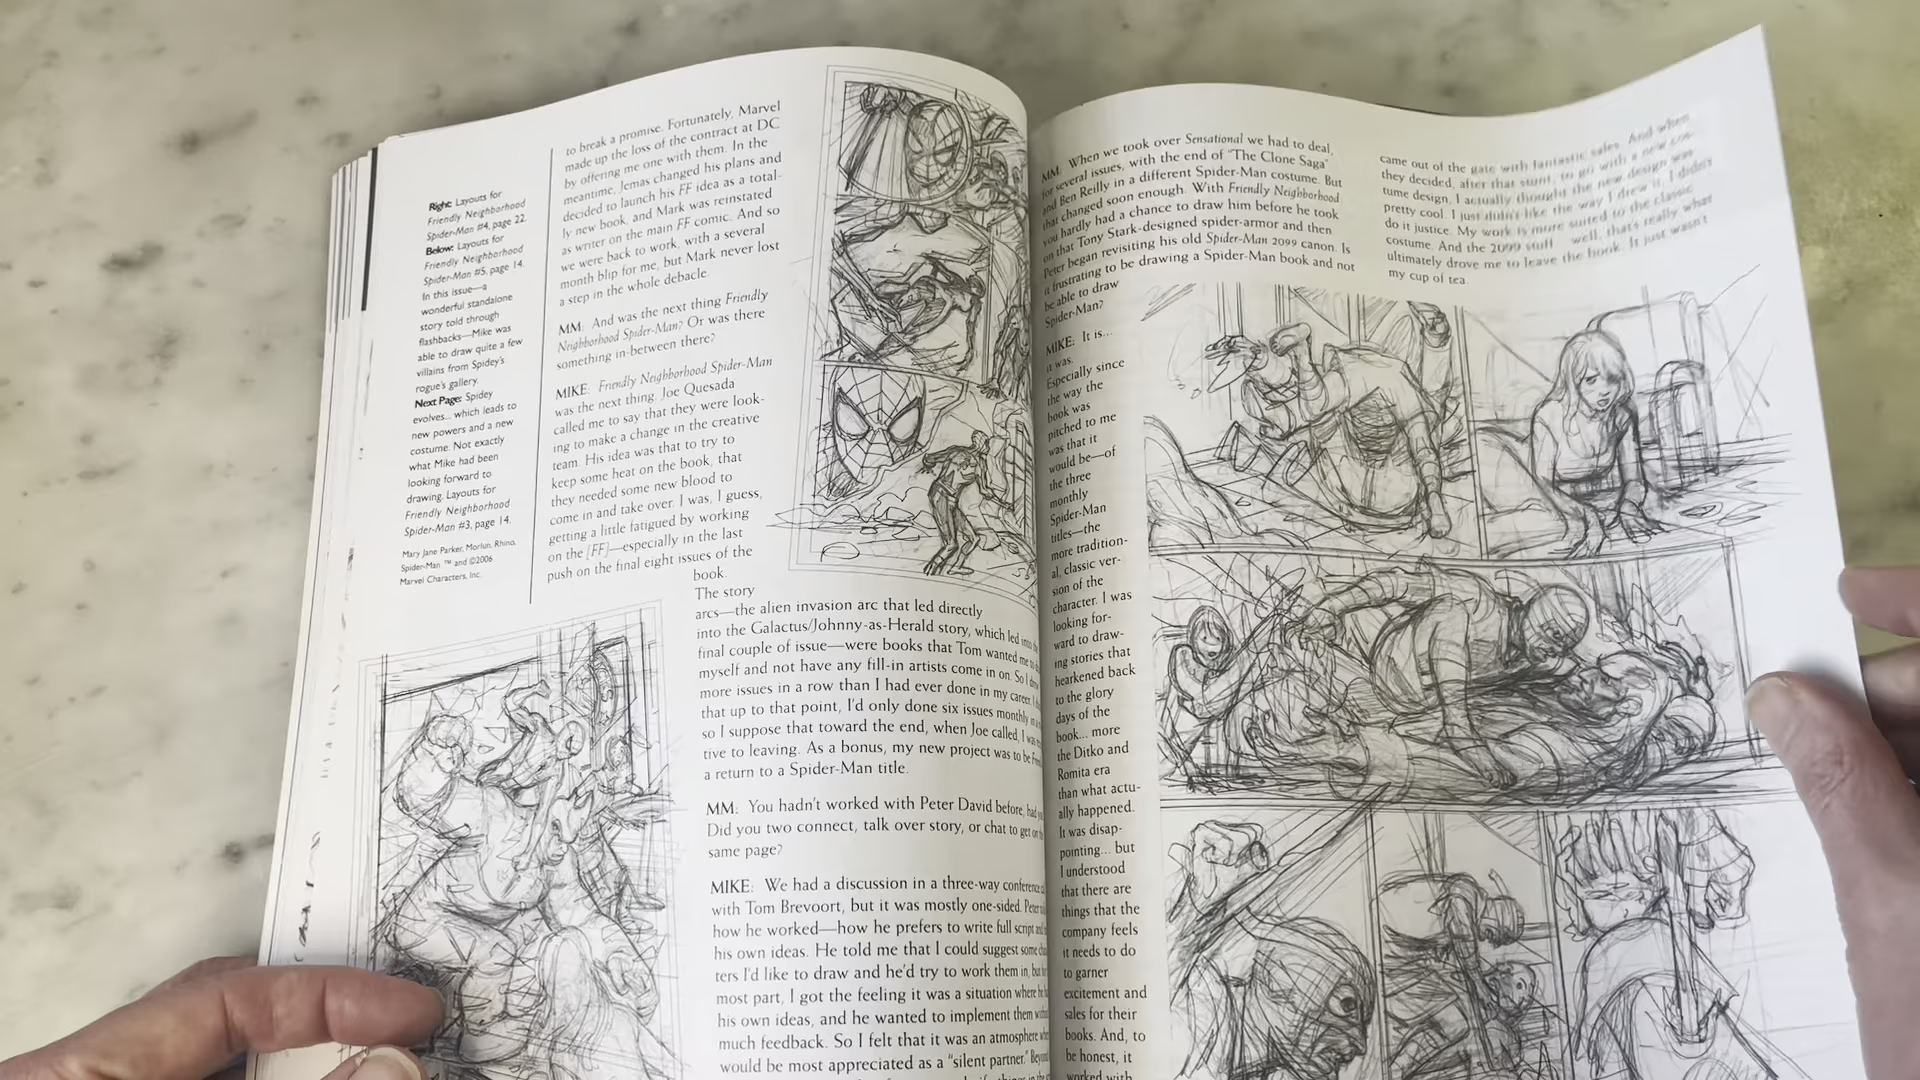 Right: Layouts for
Friendly Neighborhood
Spider-Man #4, page 22.
Below: Layouts for
Friendly Neighborhood
Spider-Man #5, page 14.
In this issue—a
wonderful standalone
story told through
flashbacks—Mike was
able to draw quite a few
villains from Spidey's
rogue's gallery.
Next Page: Spidey
evolves... which leads to
new powers and a new
costume. Not exactly
what Mike had been
looking forward to
drawing. Layouts for
Friendly Neighborhood
Spider-Man #3, page 14.
Mary Jane Parker, Morlun, Rhino,
Spider-Man ™ and ©2006
Marvel Characters, Inc.
to break a promise. Fortunately, Marvel
made up the loss of the contract at DC
by offering me one with them. In the
meantime, Jemas changed his plans and
decided to launch his FF idea as a total-
ly new book, and Mark was reinstated
as writer on the main FF comic. And so
we were back to work, with a several
month blip for me, but Mark never lost
a step in the whole debacle.
MM: And was the next thing Friendly
Neighborhood Spider-Man? Or was there
something in-between there?
MIKE: Friendly Neighborhood Spider-Man
was the next thing. Joe Quesada
called me to say that they were look-
ing to make a change in the creative
team. His idea was that to try to
keep some heat on the book, that
they needed some new blood to
come in and take over. I was, I guess,
getting a little fatigued by working
on the [FF]—especially in the last
push on the final eight issues of the
book.
The story
arcs—the alien invasion arc that led directly
into the Galactus/Johnny-as-Herald story, which led into
final couple of issue—were books that Tom wanted me to
myself and not have any fill-in artists come in on. So I
more issues in a row than I had ever done in my career.
that up to that point, I'd only done six issues monthly in
so I suppose that toward the end, when Joe called, I was
tive to leaving. As a bonus, my new project was to be
a return to a Spider-Man title.
MM: You hadn't worked with Peter David before, had
Did you two connect, talk over story, or chat to get on
same page?
MIKE: We had a discussion in a three-way conference
with Tom Brevoort, but it was mostly one-sided. Peter
how he worked—how he prefers to write full script and
his own ideas. He told me that I could suggest some
ters I'd like to draw and he'd try to work them in, but
most part, I got the feeling it was a situation where
his own ideas, and he wanted to implement them
much feedback. So I felt that it was an atmosphere
would be most appreciated as a "silent partner."
MM: When we took over Sensational we had to deal,
for several issues, with the end of "The Clone Saga"
and Ben Reilly in a different Spider-Man costume. But
that changed soon enough. With Friendly Neighborhood
you hardly had a chance to draw him before he took
on that Tony Stark-designed spider-armor and then
Peter began revisiting his old Spider-Man 2099 canon. Is
it frustrating to be drawing a Spider-Man book and not
be able to draw
Spider-Man?
MIKE: It is...
it was.
Especially since
the way the
book was
pitched to me
was that it
would be—of
the three
monthly
Spider-Man
titles—the
more tradition-
al, classic ver-
sion of the
character. I was
looking for-
ward to draw-
ing stories that
hearkened back
to the glory
days of the
book... more
the Ditko and
Romita era
than what actu-
ally happened.
It was disap-
pointing... but
I understood
that there are
things that the
company feels
it needs to do
to garner
excitement and
sales for their
books. And, to
be honest, it
worked with
came out of the gate with fantastic sales. And when
they decided, after that stunt, to go with a new cos-
tume design, I actually thought the new design was
pretty cool. I just didn't like the way I drew it. I didn't
do it justice. My work is more suited to the classic
costume. And the 2099 stuff... well, that's really what
ultimately drove me to leave the book. It just wasn't
my cup of tea.